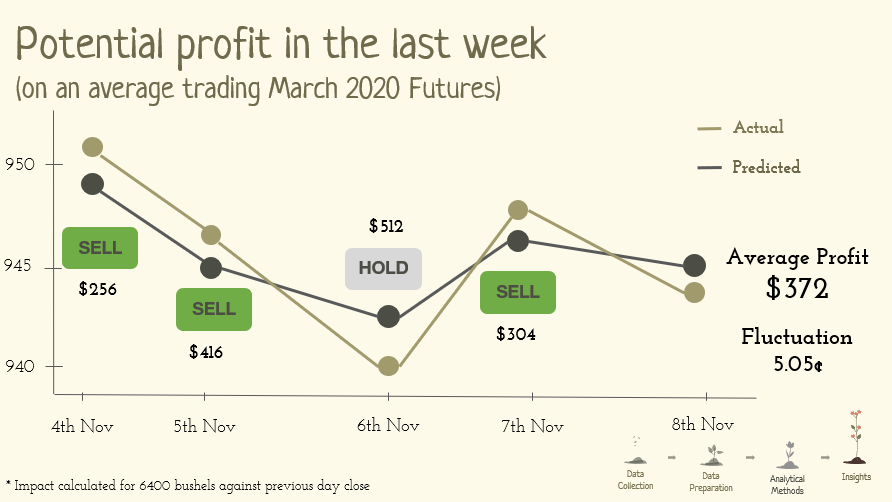 Potential profit in the last week
(on an average trading March 2020 Futures)
Actual
Predicted
950
945
940
SELL
$256
SELL
$416
$512
HOLD
SELL
$304
Average Profit
$372
Fluctuation
5.05¢
4th Nov
5th Nov
6th Nov
7th Nov
8th Nov
Data
Collection
Data
Preparation
Analytical
Methods
Insights
* Impact calculated for 6400 bushels against previous day close